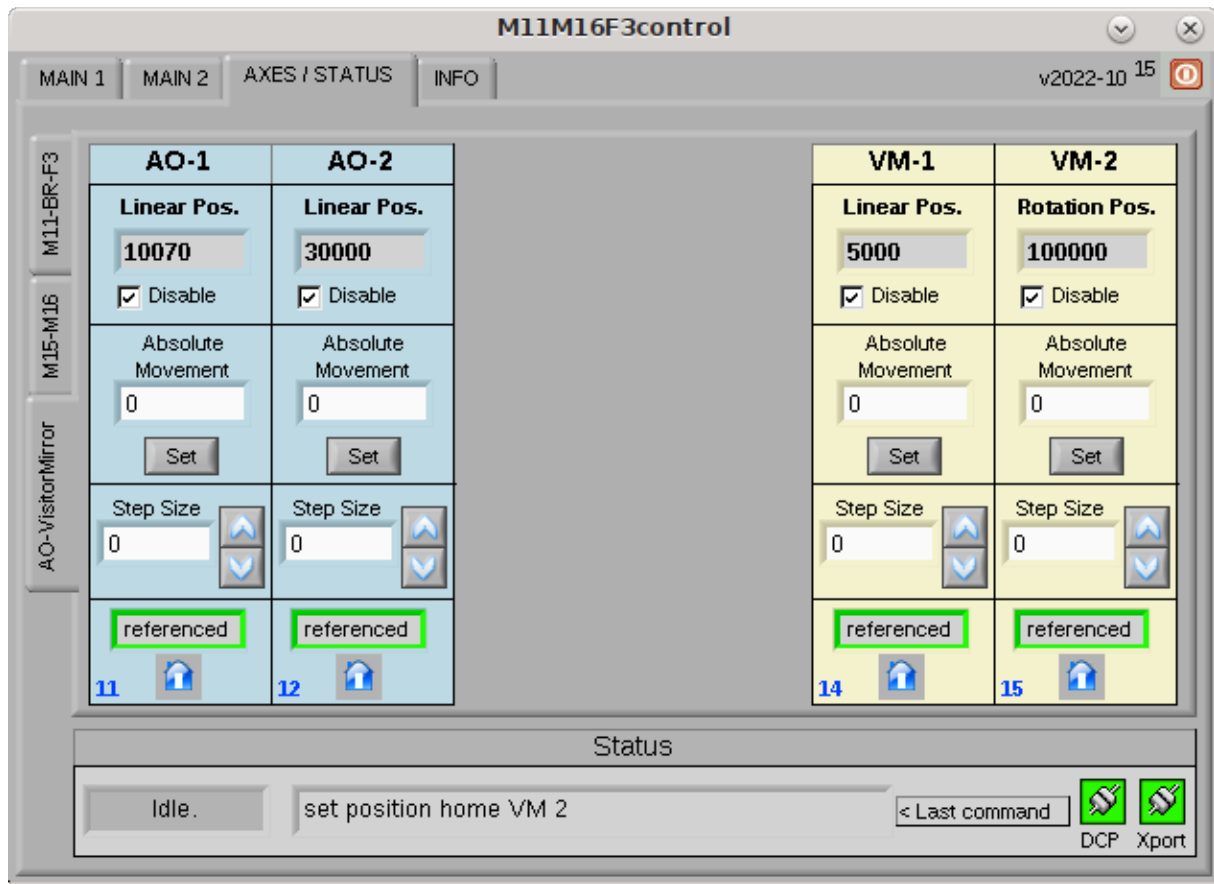 M11M16F3control
MAIN 1 MAIN 2 AXES / STATUS INFO v2022-10 15
M11-BR-F3
M15-M16
AO-VisitorMirror
AO-1 AO-2 VM-1 VM-2
Linear Pos. Linear Pos. Linear Pos. Rotation Pos.
10070 30000 5000 100000
Disable Disable Disable Disable
Absolute Absolute Absolute Absolute
Movement Movement Movement Movement
0 0 0 0
Set Set Set Set
Step Size Step Size Step Size Step Size
0 0 0 0
referenced referenced referenced referenced
11 12 14 15
Status
Idle. set position home VM 2 < Last command
DCP Xport